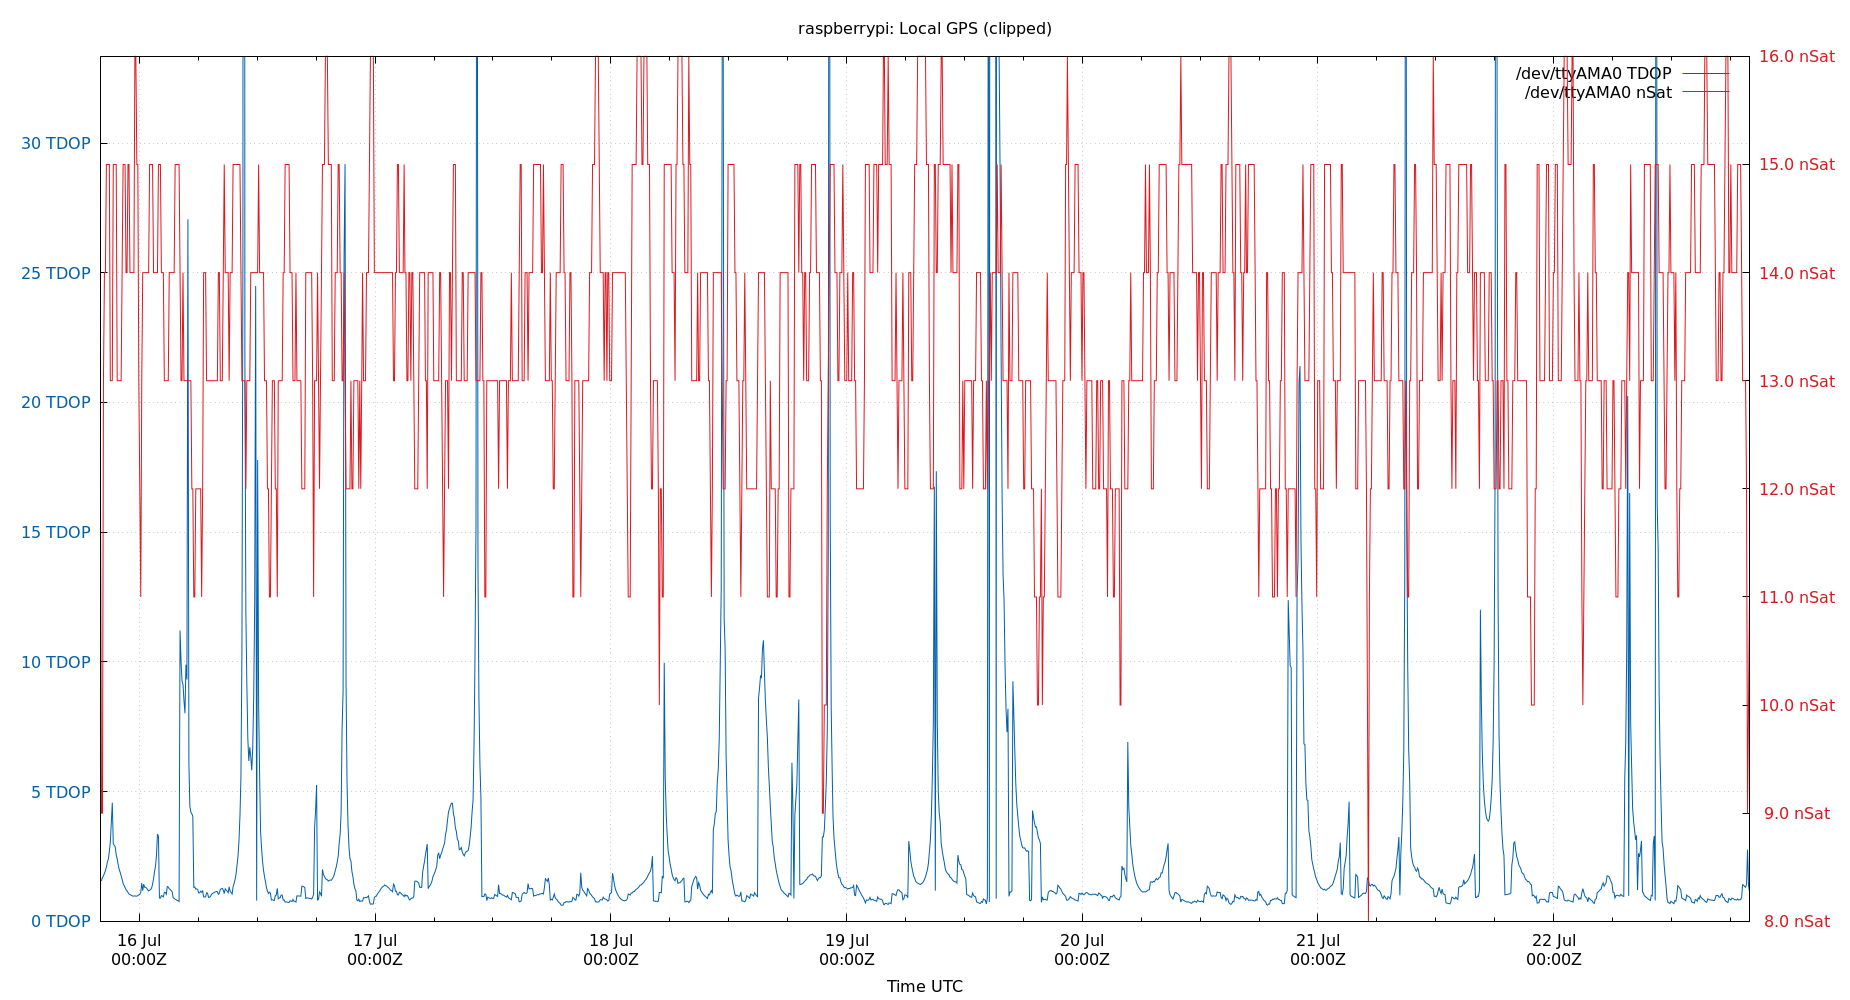 raspberrypi: Local GPS (clipped)
16.0 nSat
/dev/ttyAMA0 TDOP
/dev/ttyAMA0 nSat
30 TDOP
15.0 nSat
25 TDOP
14.0 nSat
20 TDOP
13.0 nSat
12.0 nSat
15 TDOP
11.0 nSat
10 TDOP
10.0 nSat
5 TDOP
9.0 nSat
0 TDOP
8.0 nSat
16 Jul 17 Jul 18 Jul 19 Jul 20 Jul 21 Jul 22 Jul
00:00Z 00:00Z 00:00Z 00:00Z 00:00Z 00:00Z 00:00Z
Time UTC